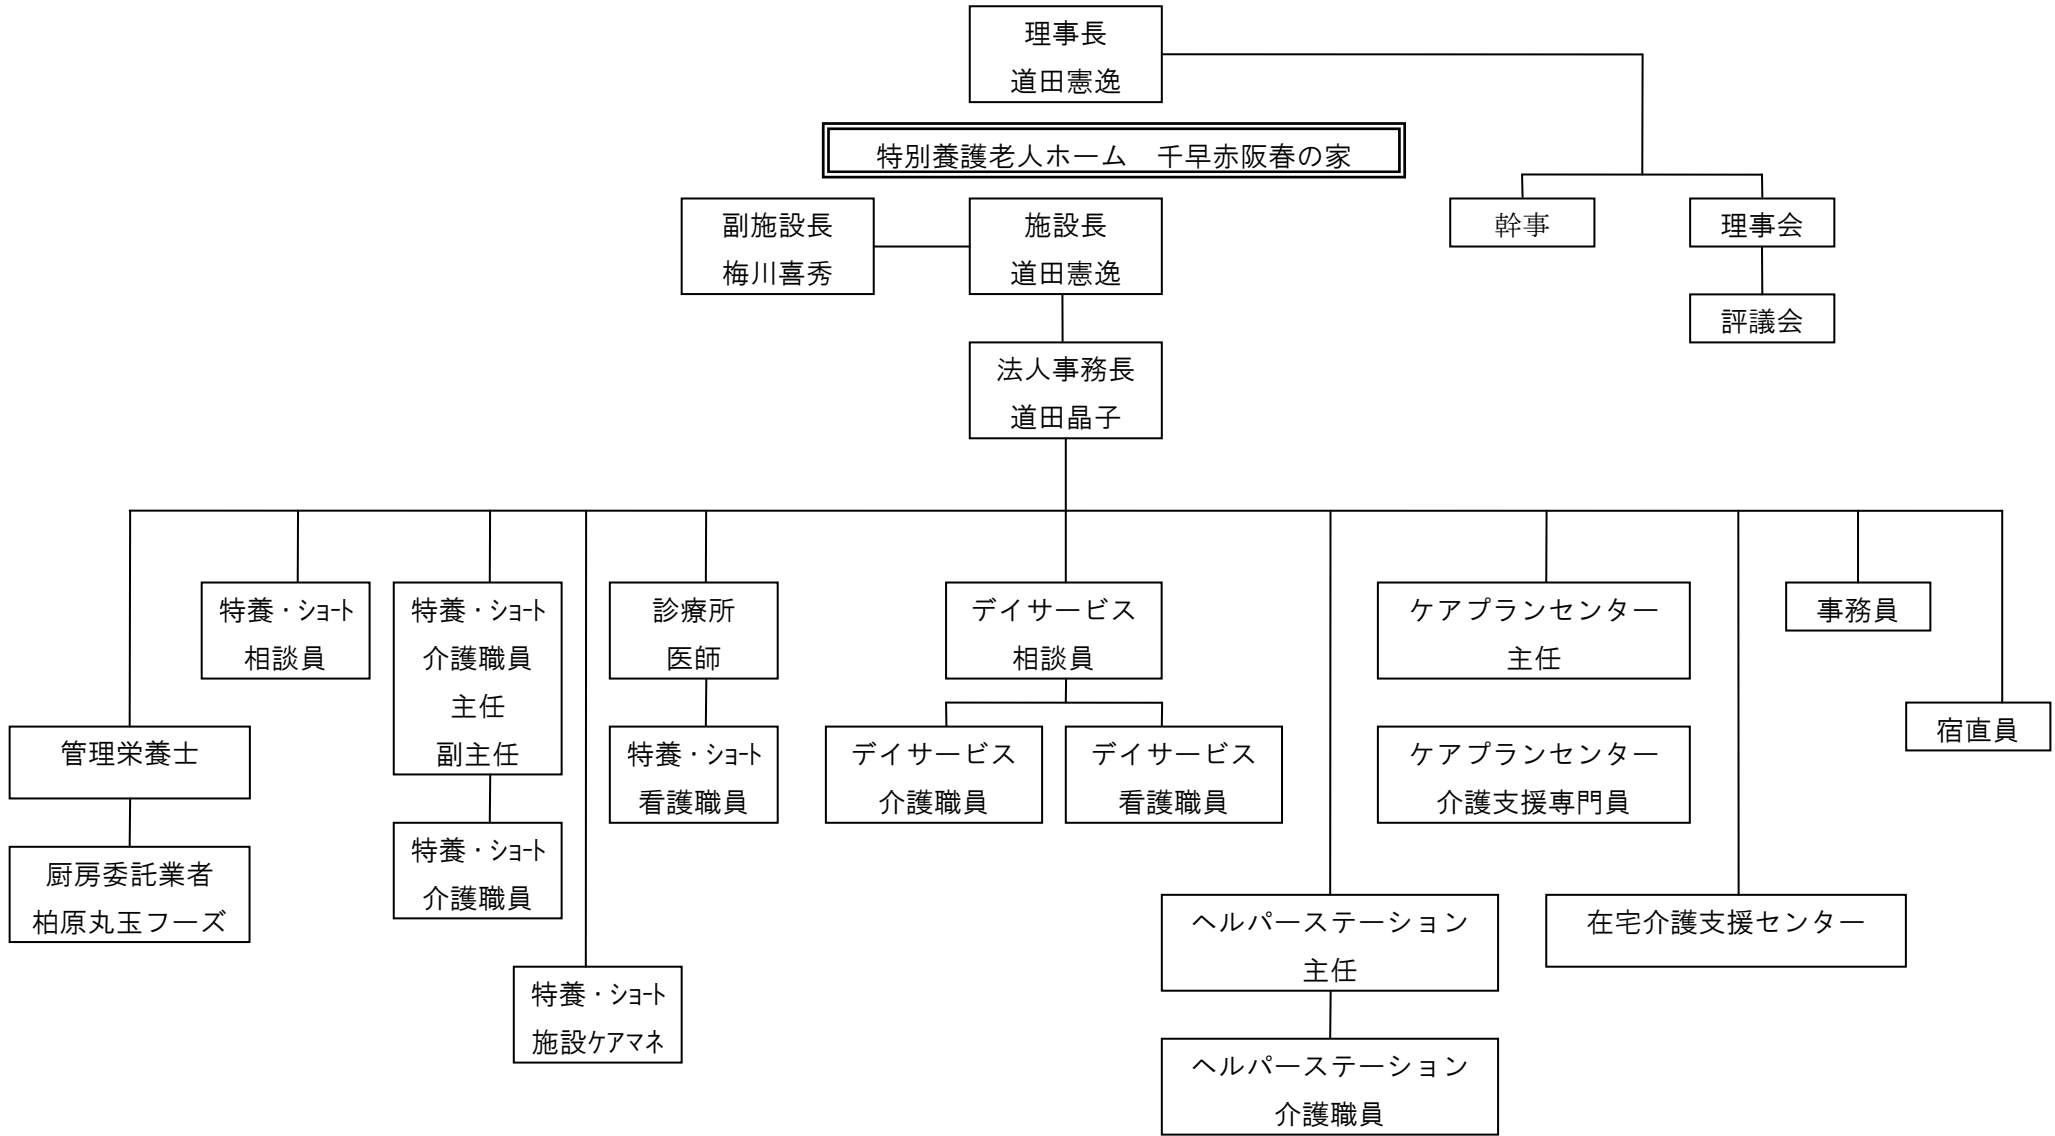 理事長
道田憲逸
特別養護老人ホーム　千早赤阪春の家
副施設長
梅川喜秀
施設長
道田憲逸
幹事
理事会
評議会
法人事務長
道田晶子
特養・ショート
相談員
特養・ショート
介護職員
主任
副主任
診療所
医師
デイサービス
相談員
ケアプランセンター
主任
事務員
管理栄養士
特養・ショート
看護職員
デイサービス
介護職員
デイサービス
看護職員
ケアプランセンター
介護支援専門員
宿直員
厨房委託業者
柏原丸玉フーズ
特養・ショート
介護職員
ヘルパーステーション
主任
在宅介護支援センター
特養・ショート
施設ケアマネ
ヘルパーステーション
介護職員